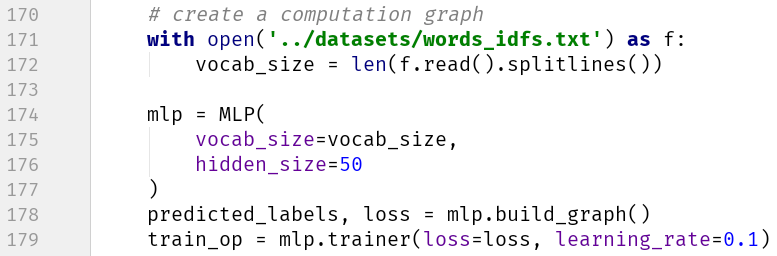 170 # create a computation graph
171 with open('../datasets/words_idfs.txt') as f:
172 vocab_size = len(f.read().splitlines())
173
174 mlp = MLP(
175 vocab_size=vocab_size,
176 hidden_size=50
177 )
178 predicted_labels, loss = mlp.build_graph()
179 train_op = mlp.trainer(loss=loss, learning_rate=0.1)